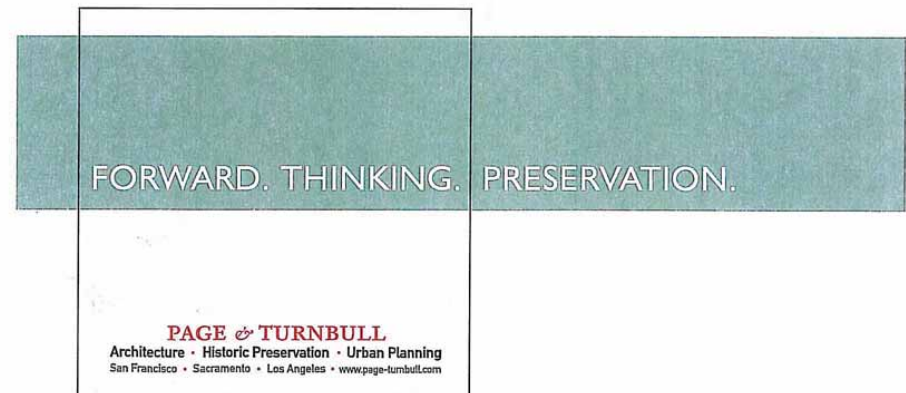 FORWARD. THINKING. PRESERVATION.
PAGE & TURNBULL
Architecture • Historic Preservation • Urban Planning
San Francisco • Sacramento • Los Angeles • www.page-turnbull.com